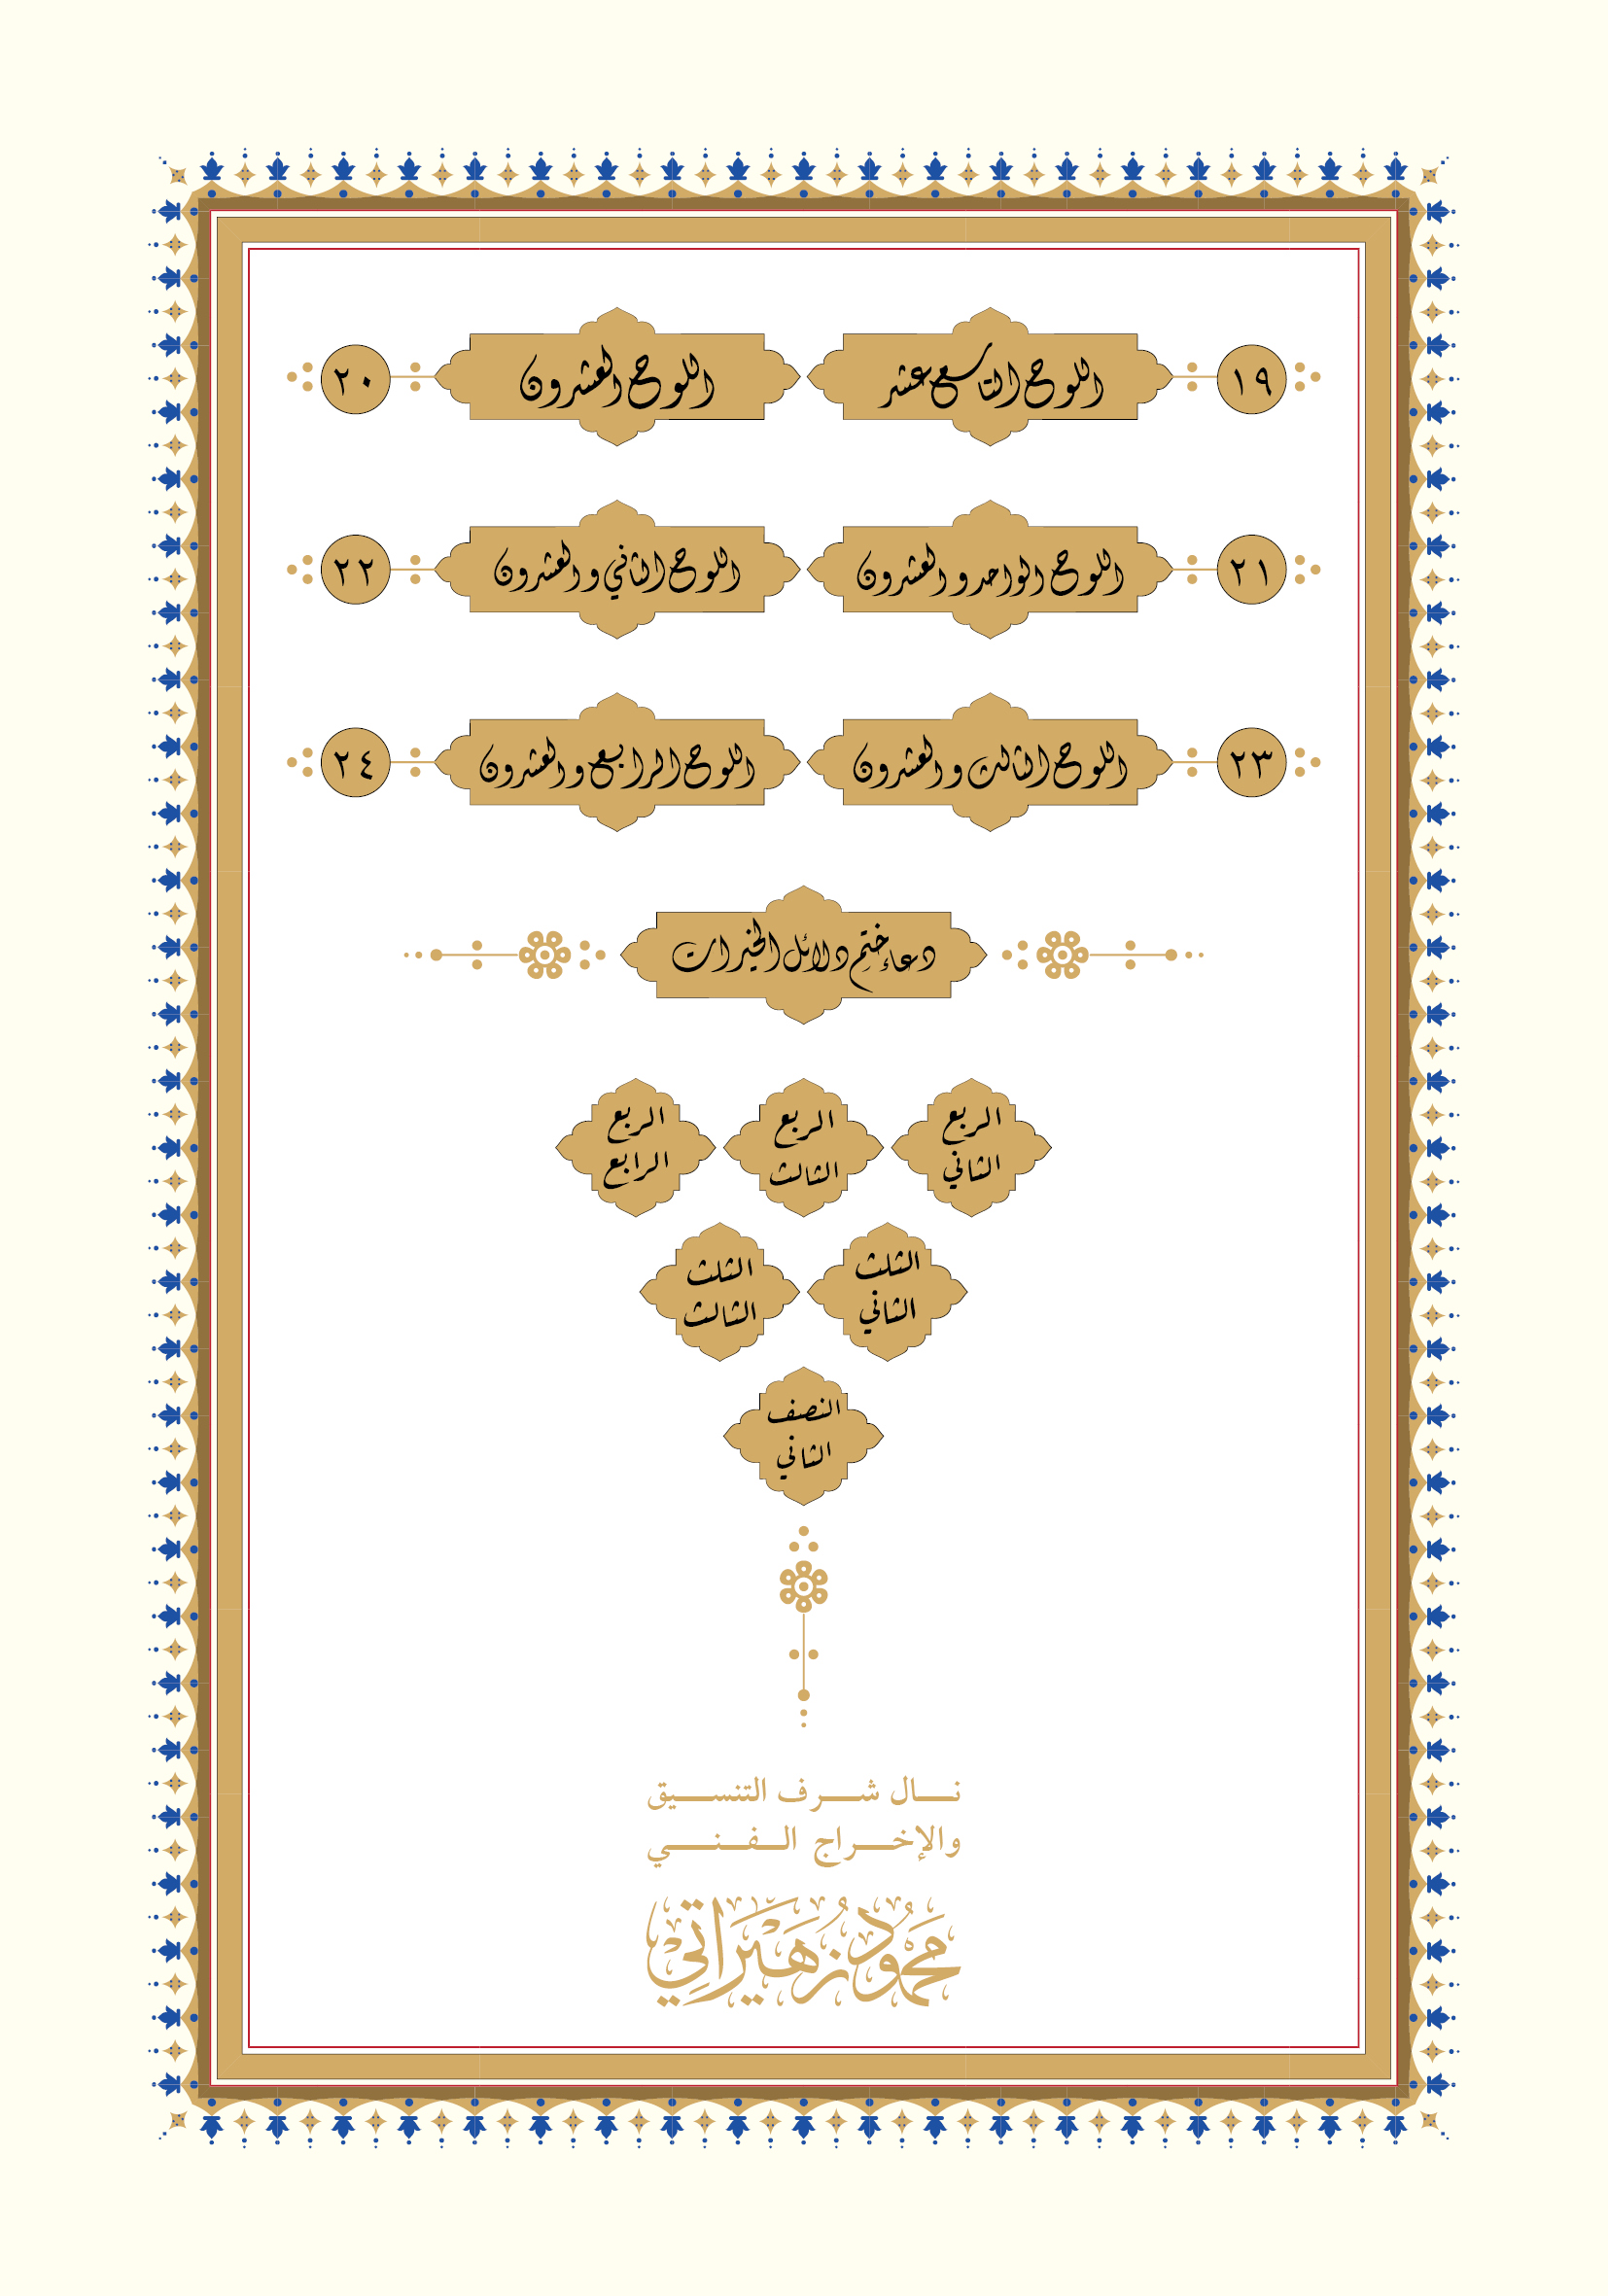 ١٩ اللوح التاسع عشر اللوح العشرون ٢٠
٢١ اللوح الواحد والعشرون اللوح الثاني والعشرون ٢٢
٢٣ اللوح الثالث والعشرون اللوح الرابع والعشرون ٢٤
دعاء ختم دلائل الخيرات
الربع الثاني
الربع الثالث
الربع الرابع
الثلث الثاني
الثلث الثالث
النصف الثاني
نال شرف التنسيق
والإخراج الفني
محمود زهيراتي